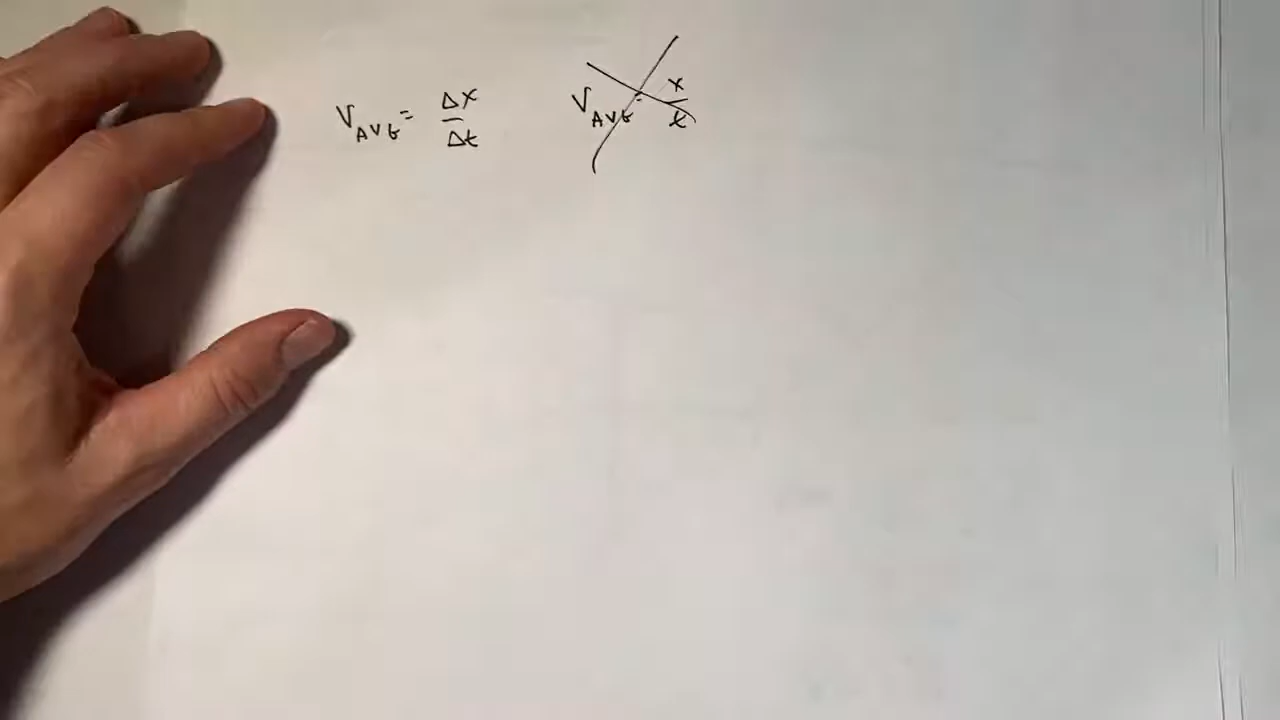 V_AVG = Δx/Δt
V_AVG = x/t